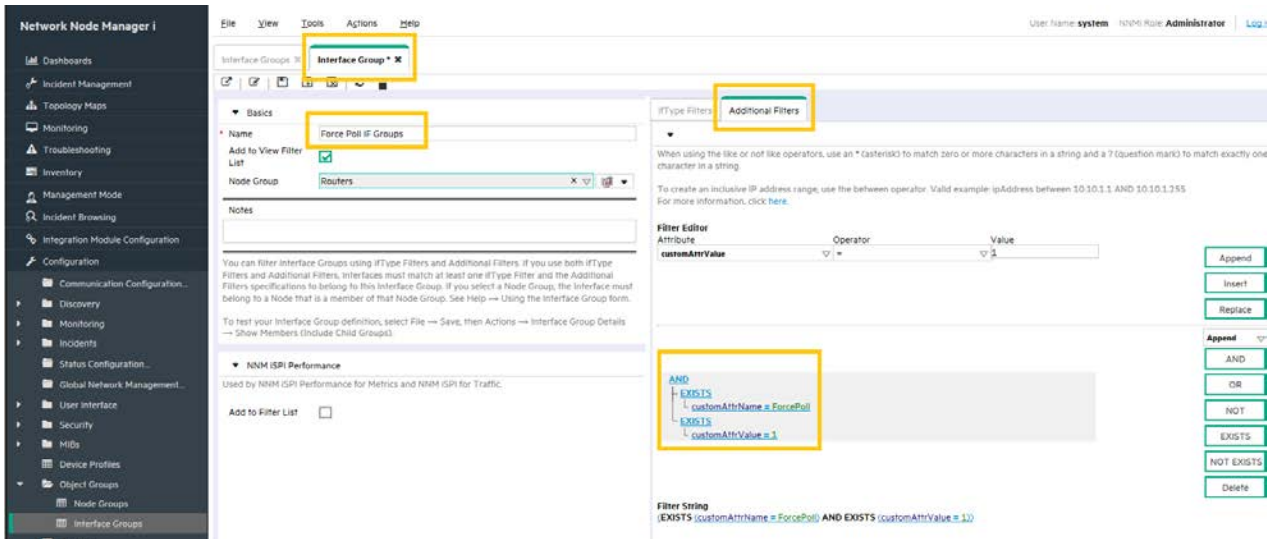 Network Node Manager i
File View Tools Actions Help
User Name: system NNMi Role: Administrator
Interface Groups
Interface Group *
Dashboards
Incident Management
Topology Maps
Monitoring
Troubleshooting
Inventory
Management Mode
Incident Browsing
Integration Module Configuration
Configuration
Communication Configuration...
Discovery
Monitoring
Incidents
Status Configuration...
Global Network Management...
User Interface
Security
MIBs
Device Profiles
Object Groups
Node Groups
Interface Groups
Basics
* Name Force Poll IF Groups
Add to View Filter
List
Node Group Routers
Notes
You can filter Interface Groups using ifType Filters and Additional Filters. If you use both ifType
Filters and Additional Filters, Interfaces must match at least one ifType Filter and the Additional
Filters specifications to belong to this Interface Group. If you select a Node Group, the Interface must
belong to a Node that is a member of that Node Group. See Help → Using the Interface Group form.
To test your Interface Group definition, select File → Save, then Actions → Interface Group Details
→ Show Members (Include Child Groups).
NNM iSPI Performance
Used by NNM iSPI Performance for Metrics and NNM iSPI for Traffic.
Add to Filter List
ifType Filters
Additional Filters
When using the like or not like operators, use an * (asterisk) to match zero or more characters in a string and a ? (question mark) to match exactly one
character in a string.
To create an inclusive IP address range, use the between operator. Valid example: ipAddress between 10.10.1.1 AND 10.10.1.255
For more information, click here.
Filter Editor
Attribute Operator Value
customAttrValue = 1
Append
Insert
Replace
Append
AND
OR
NOT
EXISTS
NOT EXISTS
Delete
AND
EXISTS
customAttrName = ForcePoll
EXISTS
customAttrValue = 1
Filter String
(EXISTS (customAttrName = ForcePoll) AND EXISTS (customAttrValue = 1))